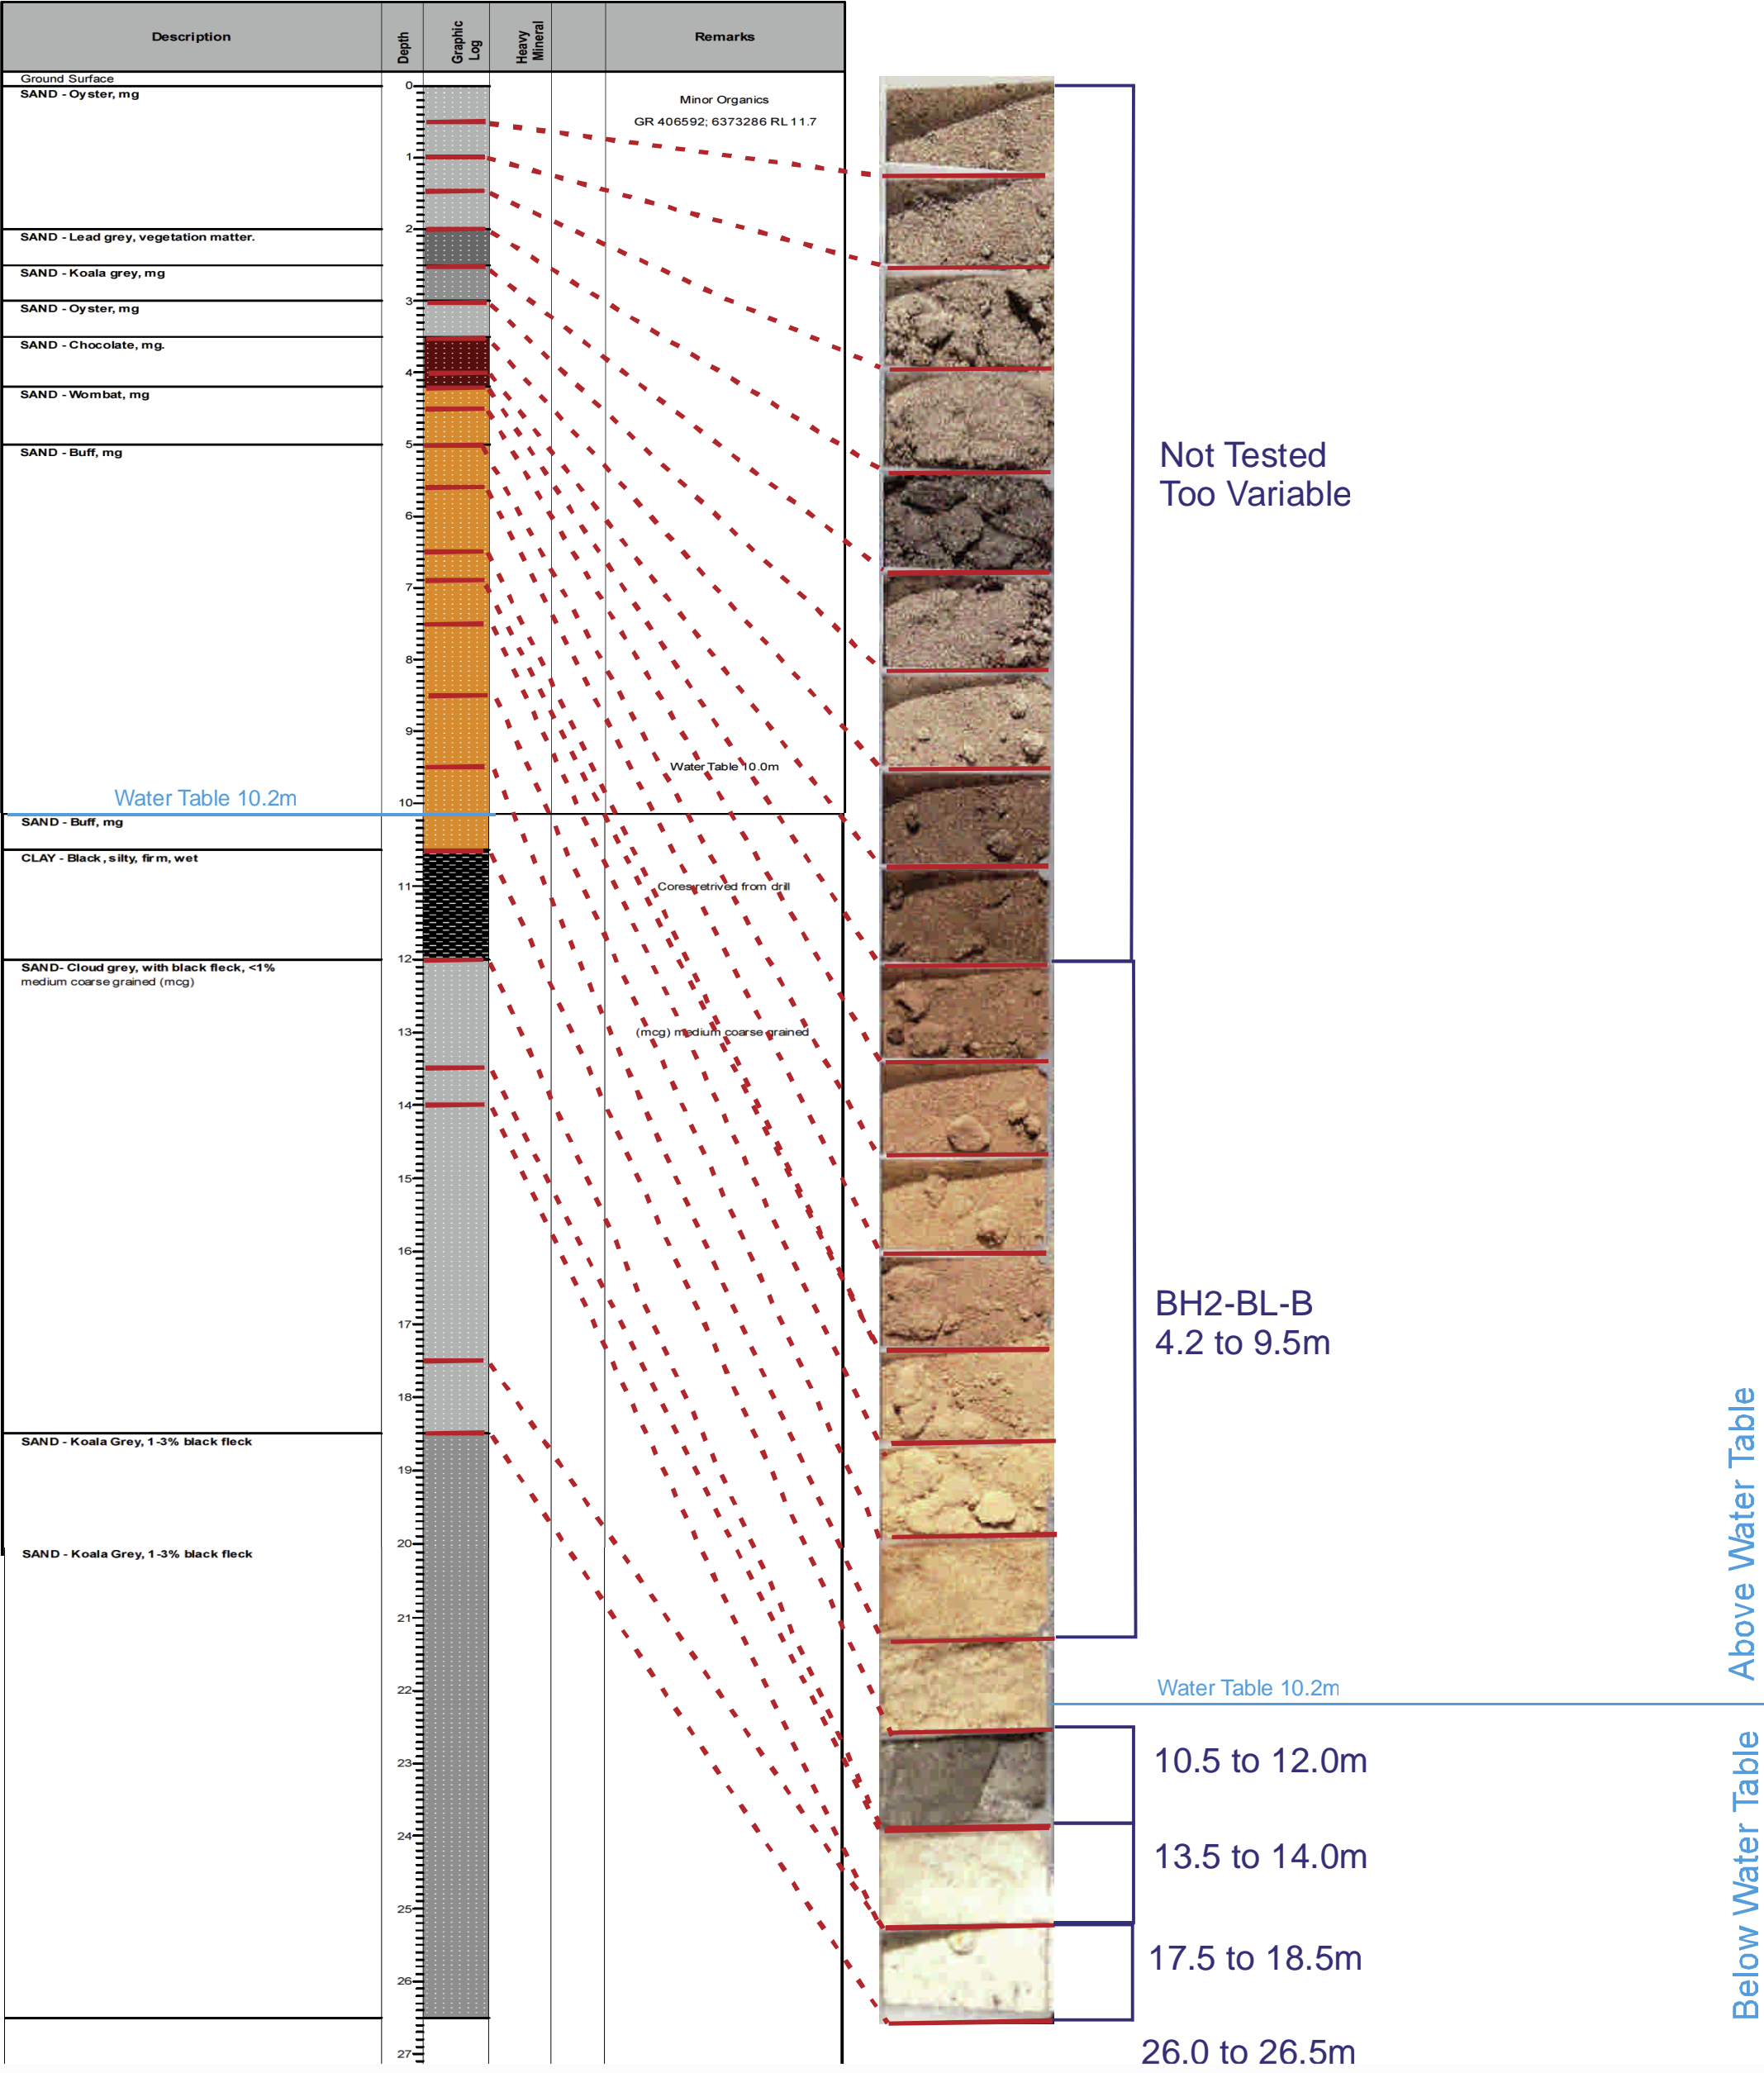 Description
Depth
Graphic
Log
Heavy
Mineral
Remarks
Ground Surface
SAND - Oyster, mg
Minor Organics
GR 406592; 6373286 RL 11.7
SAND - Lead grey, vegetation matter.
SAND - Koala grey, mg
SAND - Oyster, mg
SAND - Chocolate, mg.
SAND - Wombat, mg
SAND - Buff, mg
Water Table 10.0m
Water Table 10.2m
SAND - Buff, mg
CLAY - Black, silty, firm, wet
Cores retrived from drill
SAND- Cloud grey, with black fleck, <1%
medium coarse grained (mcg)
(mcg) medium coarse grained
SAND - Koala Grey, 1-3% black fleck
SAND - Koala Grey, 1-3% black fleck
0
1
2
3
4
5
6
7
8
9
10
11
12
13
14
15
16
17
18
19
20
21
22
23
24
25
26
27
Not Tested
Too Variable
BH2-BL-B
4.2 to 9.5m
Water Table 10.2m
10.5 to 12.0m
13.5 to 14.0m
17.5 to 18.5m
26.0 to 26.5m
Above Water Table
Below Water Table